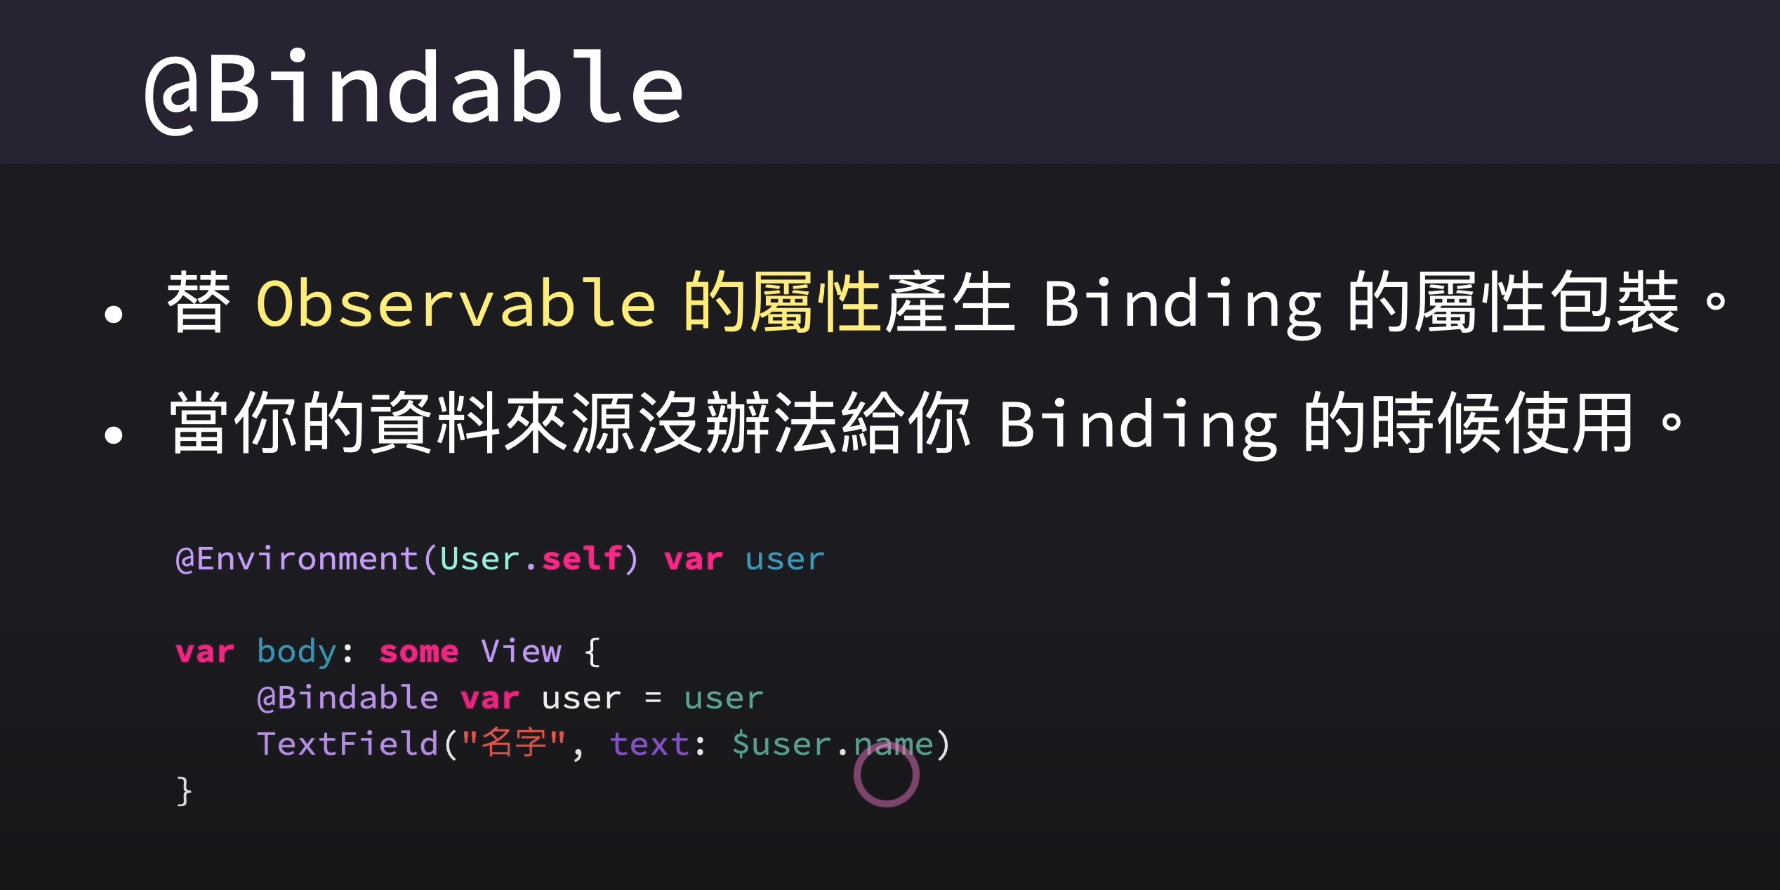 @Bindable
• 替 Observable 的屬性產生 Binding 的屬性包裝。
• 當你的資料來源沒辦法給你 Binding 的時候使用。
@Environment(User.self) var user
var body: some View {
@Bindable var user = user
TextField("名字", text: $user.name)
}